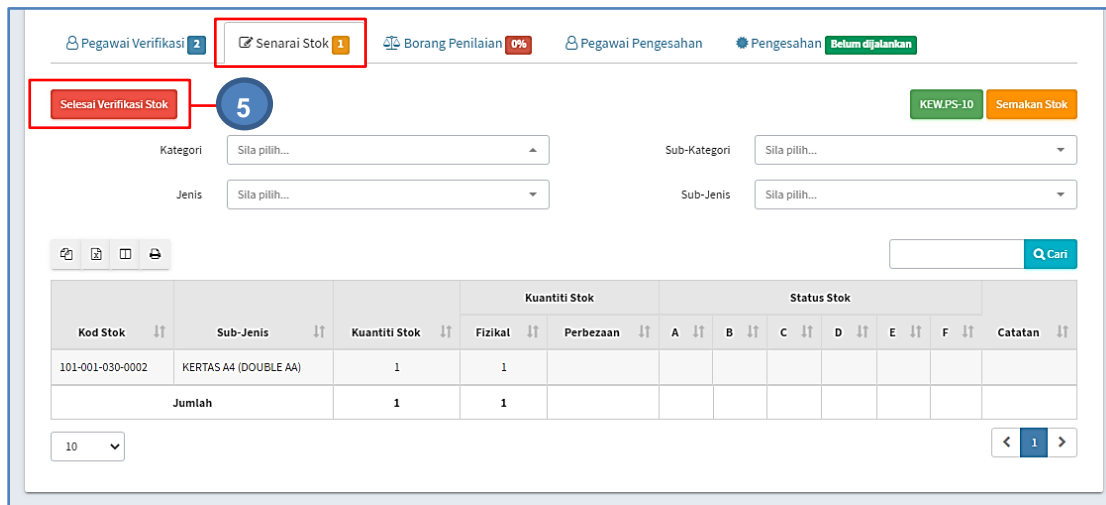 Pegawai Verifikasi 2 Senarai Stok 1 Borang Penilaian 0% Pegawai Pengesahan Pengesahan Belum dijalankan
Selesai Verifikasi Stok 5 KEW.PS-10 Semakan Stok
Kategori Sila pilih... Sub-Kategori Sila pilih...
Jenis Sila pilih... Sub-Jenis Sila pilih...
Cari
Kuantiti Stok Status Stok
Kod Stok Sub-Jenis Kuantiti Stok Fizikal Perbezaan A B C D E F Catatan
101-001-030-0002 KERTAS A4 (DOUBLE AA) 1 1
Jumlah 1 1
10 1